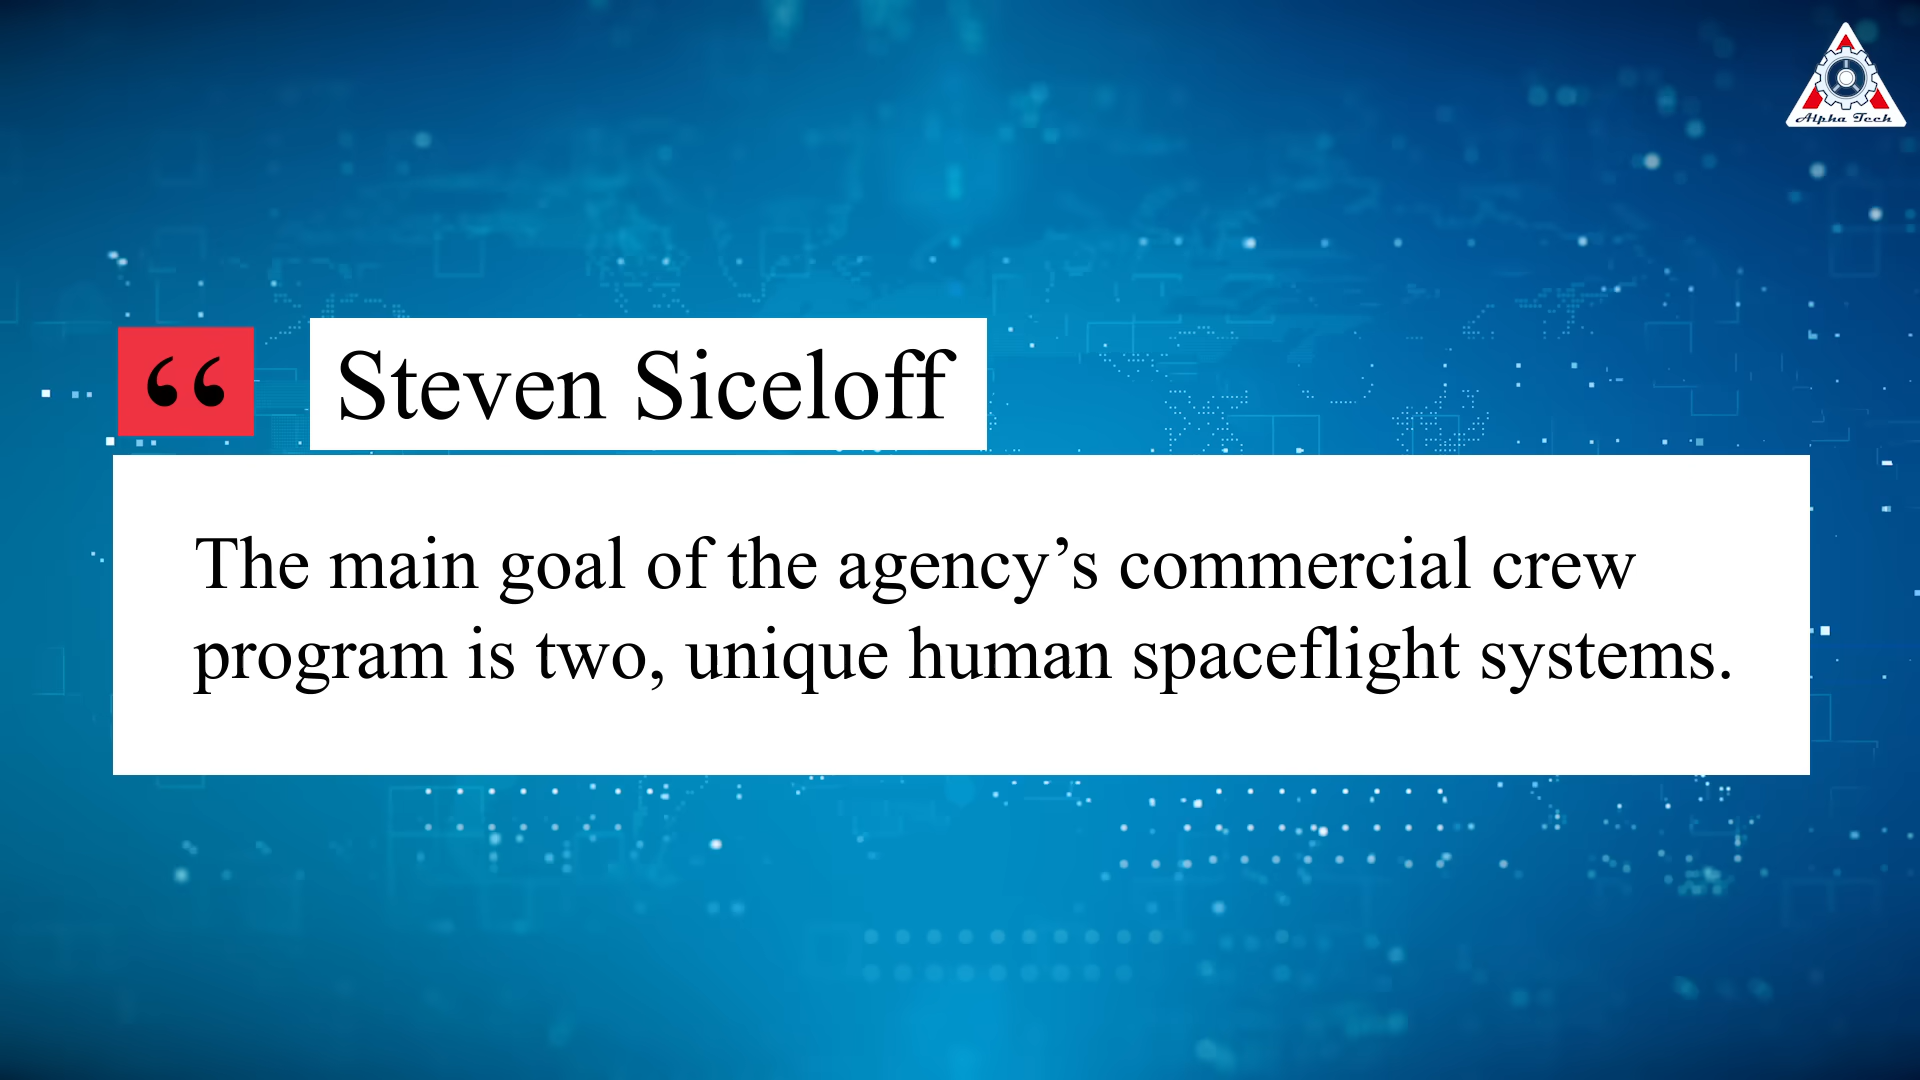 Alpha Tech
“
Steven Siceloff
The main goal of the agency’s commercial crew
program is two, unique human spaceflight systems.